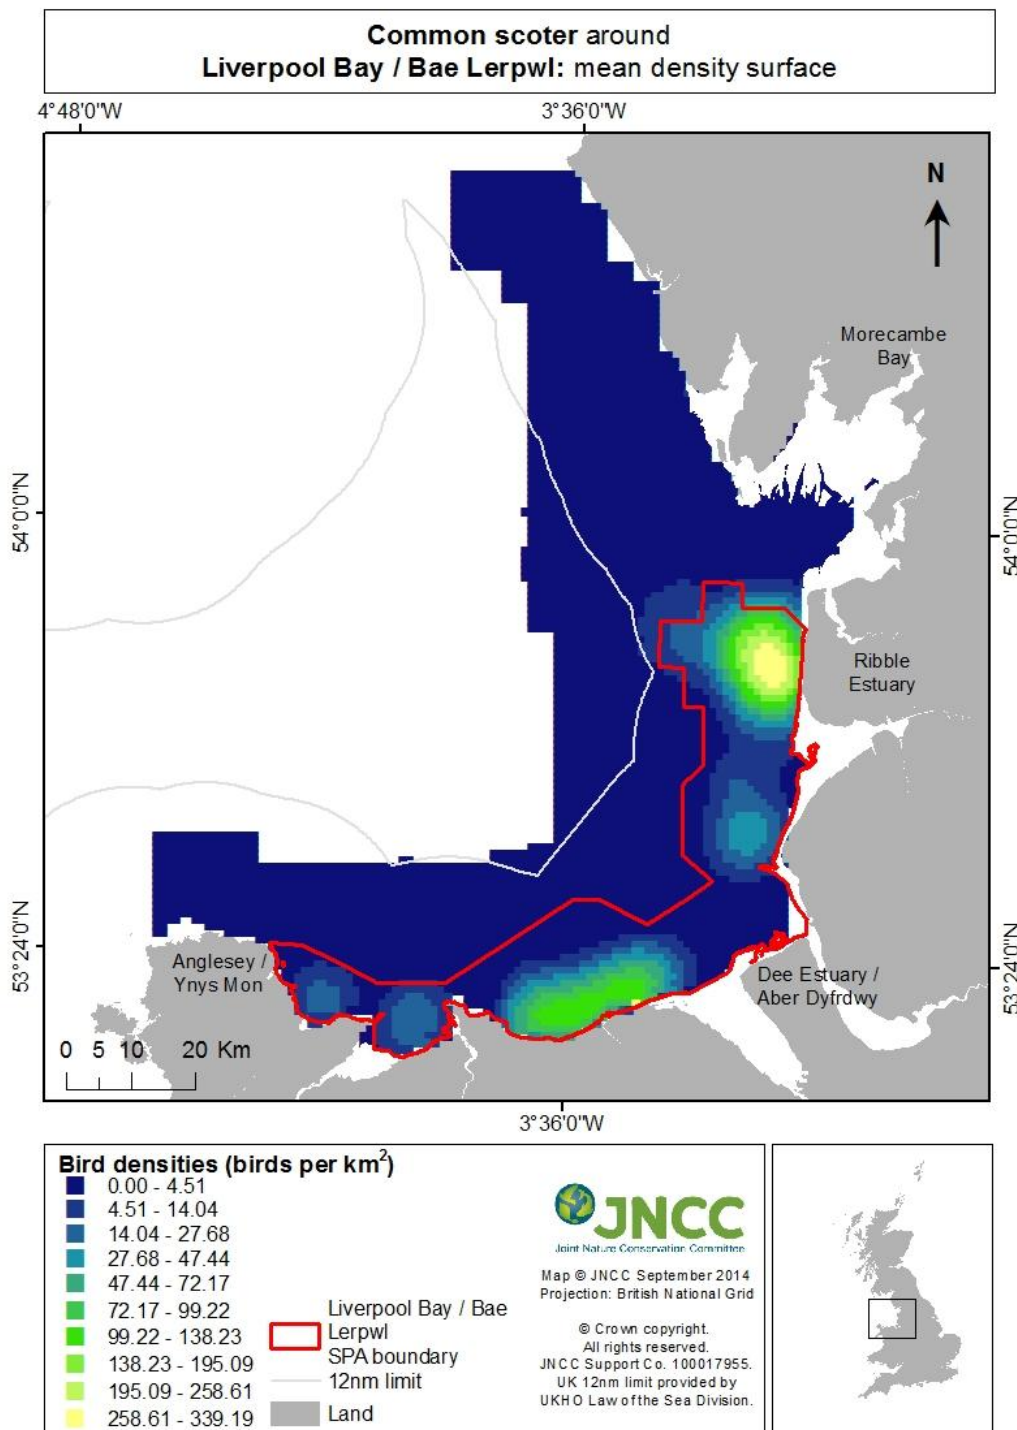 Common scoter around
Liverpool Bay / Bae Lerpwl: mean density surface
4°48'0"W
3°36'0"W
N
Morecambe
Bay
54°0'0"N
54°0'0"N
Ribble
Estuary
53°24'0"N
53°24'0"N
Anglesey /
Ynys Mon
Dee Estuary /
Aber Dyfrdwy
0 5 10 20 Km
3°36'0"W
Bird densities (birds per km²)
0.00 - 4.51
4.51 - 14.04
14.04 - 27.68
27.68 - 47.44
47.44 - 72.17
72.17 - 99.22
99.22 - 138.23
138.23 - 195.09
195.09 - 258.61
258.61 - 339.19
Liverpool Bay / Bae
Lerpwl
SPA boundary
12nm limit
Land
JNCC
Joint Nature Conservation Committee
Map © JNCC September 2014
Projection: British National Grid
© Crown copyright.
All rights reserved.
JNCC Support Co. 100017955.
UK 12nm limit provided by
UKHO Law of the Sea Division.